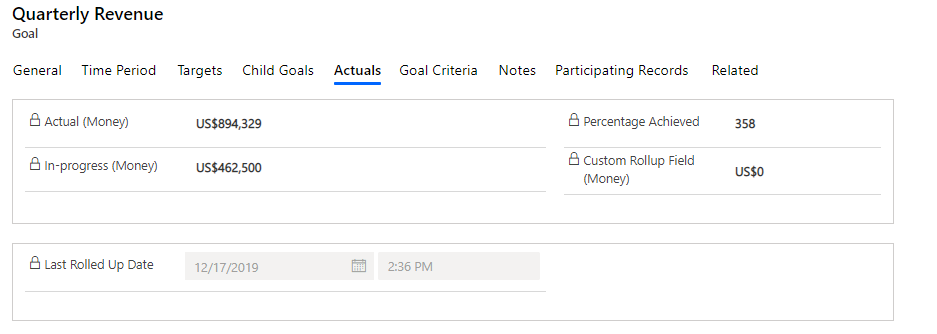 Quarterly Revenue
Goal
General Time Period Targets Child Goals Actuals Goal Criteria Notes Participating Records Related
Actual (Money) US$894,329 Percentage Achieved 358
In-progress (Money) US$462,500 Custom Rollup Field
(Money) US$0
Last Rolled Up Date 12/17/2019 2:36 PM